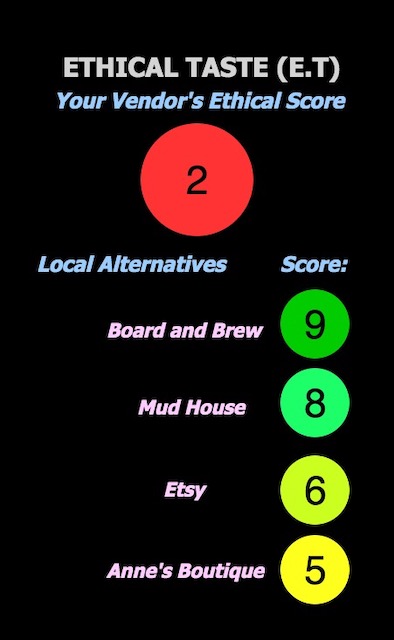 ETHICAL TASTE (E.T)
Your Vendor's Ethical Score
2
Local Alternatives Score:
Board and Brew 9
Mud House 8
Etsy 6
Anne's Boutique 5